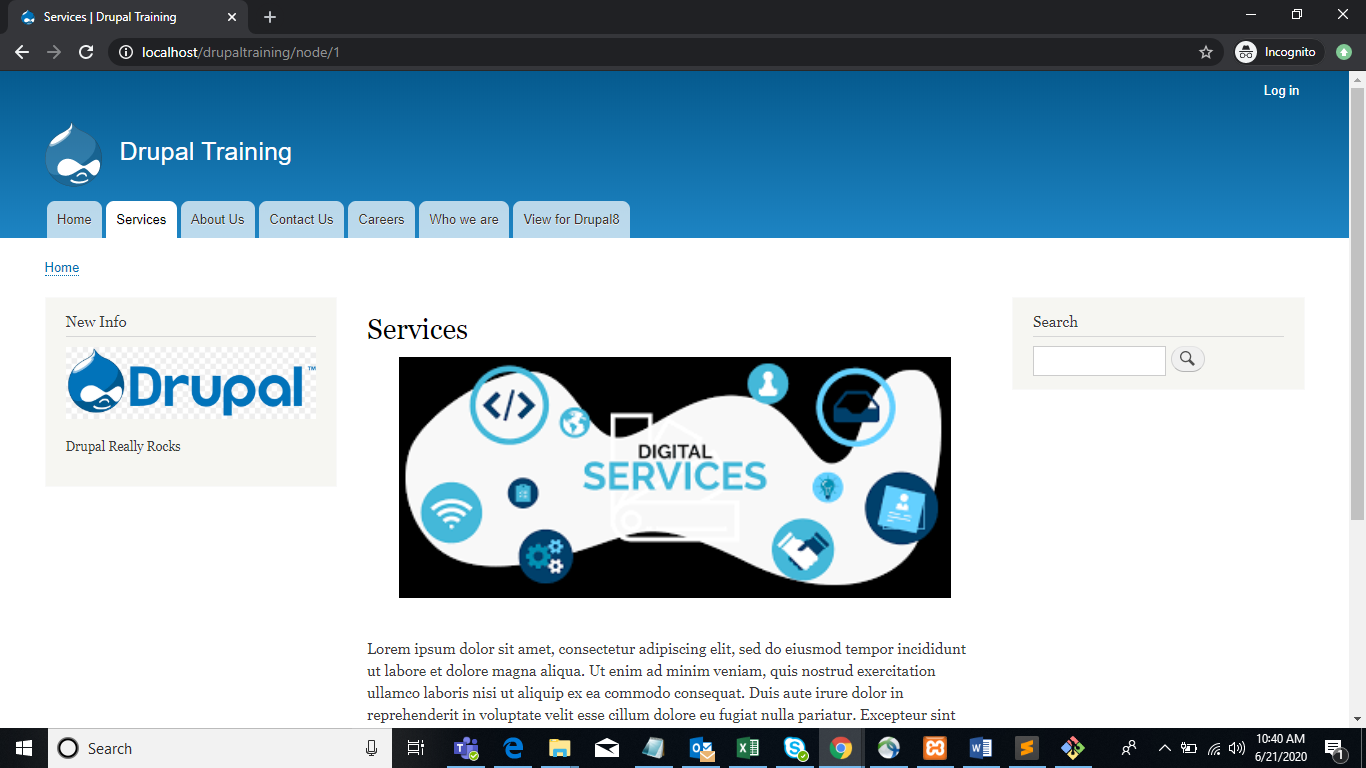 Services | Drupal Training
localhost/drupaltraining/node/1
Incognito
Log in
Drupal Training
Home
Services
About Us
Contact Us
Careers
Who we are
View for Drupal8
Home
New Info
Drupal™
Drupal Really Rocks
Services
</>
DIGITAL
SERVICES
Lorem ipsum dolor sit amet, consectetur adipiscing elit, sed do eiusmod tempor incididunt
ut labore et dolore magna aliqua. Ut enim ad minim veniam, quis nostrud exercitation
ullamco laboris nisi ut aliquip ex ea commodo consequat. Duis aute irure dolor in
reprehenderit in voluptate velit esse cillum dolore eu fugiat nulla pariatur. Excepteur sint
Search
Search
10:40 AM
6/21/2020
1